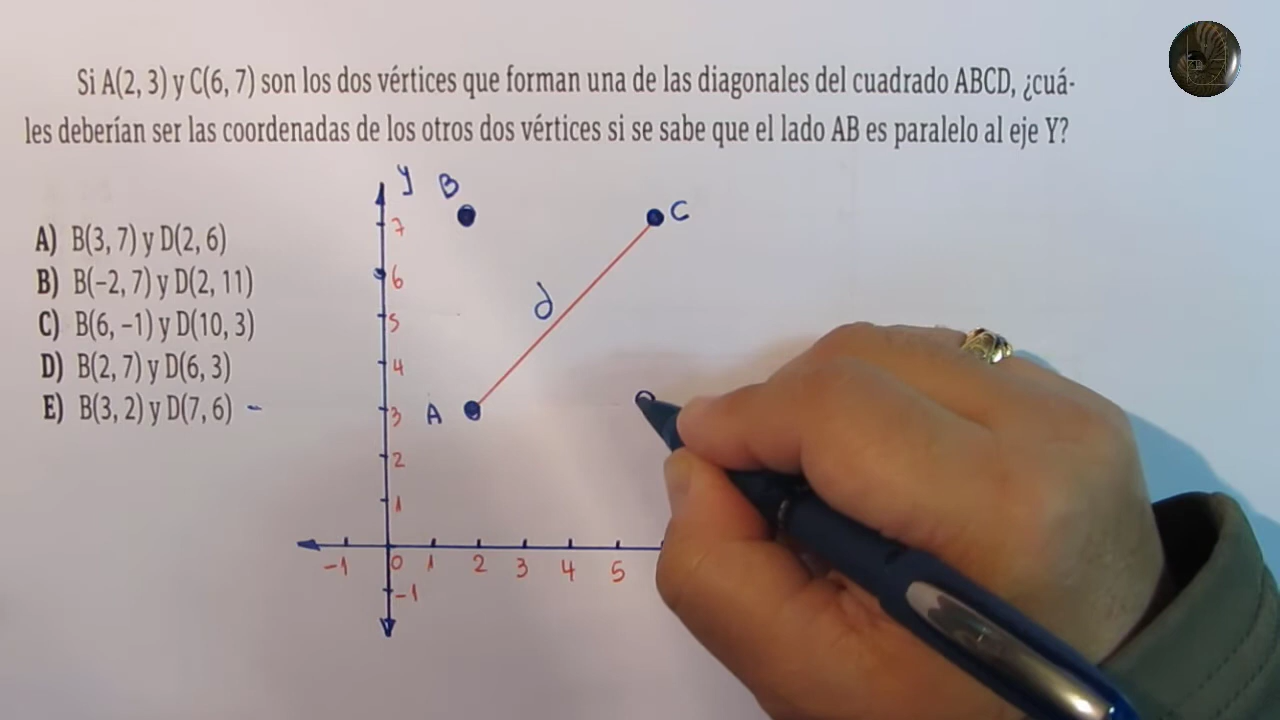 Si A(2, 3) y C(6, 7) son los dos vértices que forman una de las diagonales del cuadrado ABCD, ¿cuá-
les deberían ser las coordenadas de los otros dos vértices si se sabe que el lado AB es paralelo al eje Y?
A) B(3, 7) y D(2, 6)
B) B(−2, 7) y D(2, 11)
C) B(6, −1) y D(10, 3)
D) B(2, 7) y D(6, 3)
E) B(3, 2) y D(7, 6) -
y
B
C
7
6
d
5
4
A
3
2
1
-1 0 1 2 3 4 5
-1